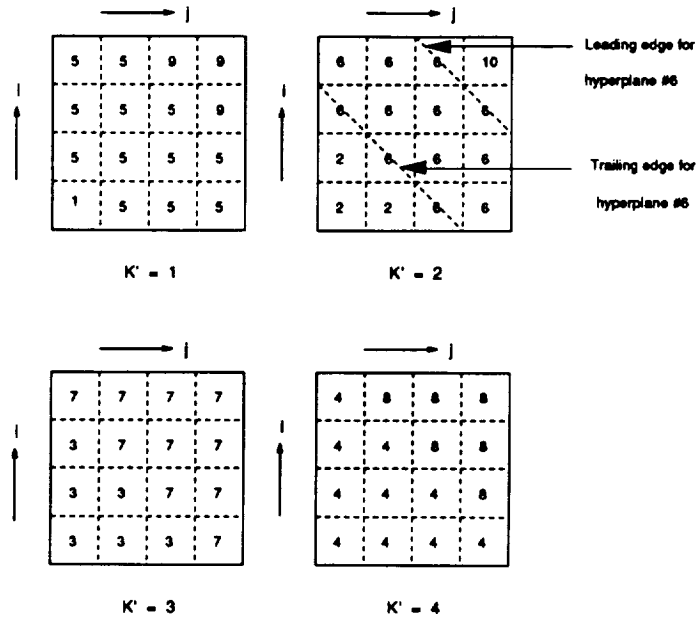 j
j
i
5 5 9 9
5 5 5 9
5 5 5 5
1 5 5 5
i
6 6 6 10
6 6 6 6
2 6 6 6
2 2 6 6
Leading edge for
hyperplane #6
Trailing edge for
hyperplane #6
K' = 1
K' = 2
j
j
i
7 7 7 7
3 7 7 7
3 3 7 7
3 3 3 7
i
4 8 8 8
4 4 8 8
4 4 4 8
4 4 4 4
K' = 3
K' = 4